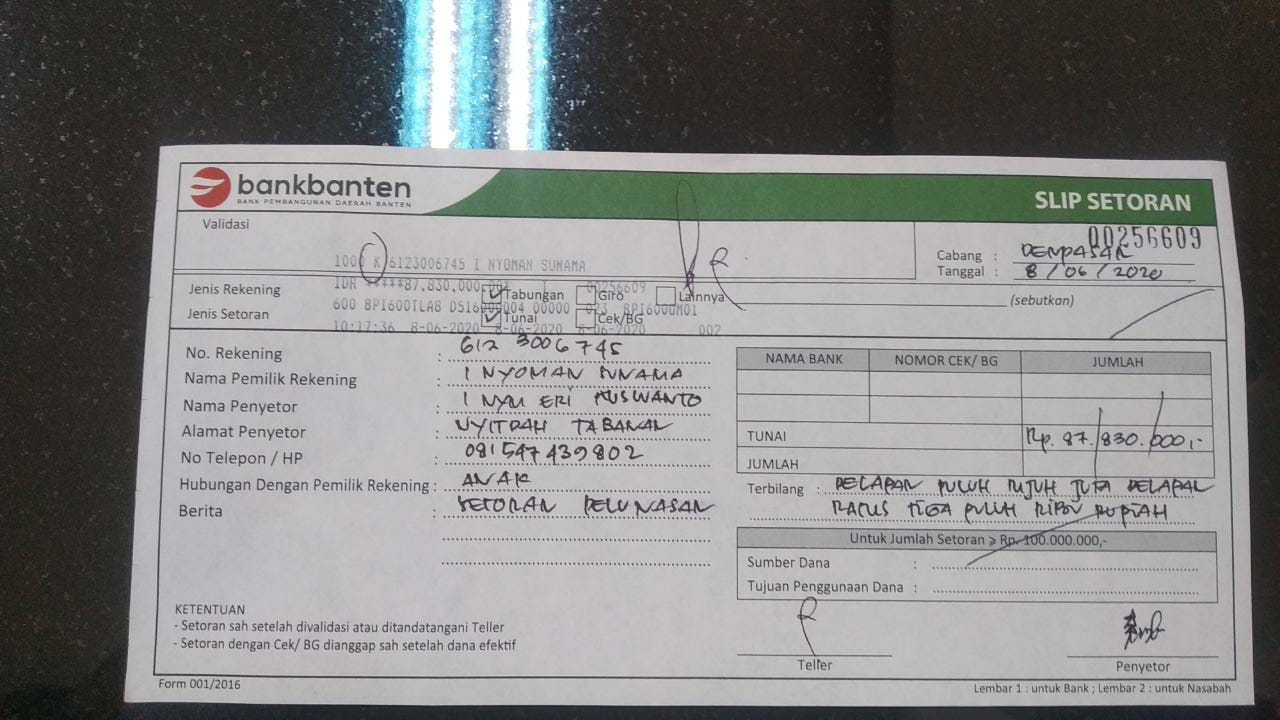 bankbanten
BANK PEMBANGUNAN DAERAH BANTEN
SLIP SETORAN
00256609
Validasi
Cabang : DENPASAR
Tanggal : 8/06/2020
1000 K 6123006745 I NYOMAN SUNAMA
IDR *****87,830,000.00 00256609
Jenis Rekening Tabungan Giro Lainnya (sebutkan)
600 8PI600TLA8 00000 023 8PI6000M01
Jenis Setoran Tunai Cek/BG
10:17:36 8-06-2020 8-06-2020 8-06-2020 002
No. Rekening : 612 3006745
Nama Pemilik Rekening : I NYOMAN SUNAMA
Nama Penyetor : I NYM ERI KUSWANTO
Alamat Penyetor : NYITDAH TABANAN
No Telepon / HP : 081547439802
Hubungan Dengan Pemilik Rekening : ANAK
Berita : SETORAN PELUNASAN
NAMA BANK NOMOR CEK/ BG JUMLAH
TUNAI Rp. 87.830.000,-
JUMLAH
Terbilang : DELAPAN PULUH TUJUH JUTA DELAPAN
RATUS TIGA PULUH RIBU RUPIAH
Untuk Jumlah Setoran ≥ Rp. 100.000.000,-
Sumber Dana :
Tujuan Penggunaan Dana :
KETENTUAN
- Setoran sah setelah divalidasi atau ditandatangani Teller
- Setoran dengan Cek/ BG dianggap sah setelah dana efektif
Teller
Penyetor
Form 001/2016
Lembar 1 : untuk Bank ; Lembar 2 : untuk Nasabah